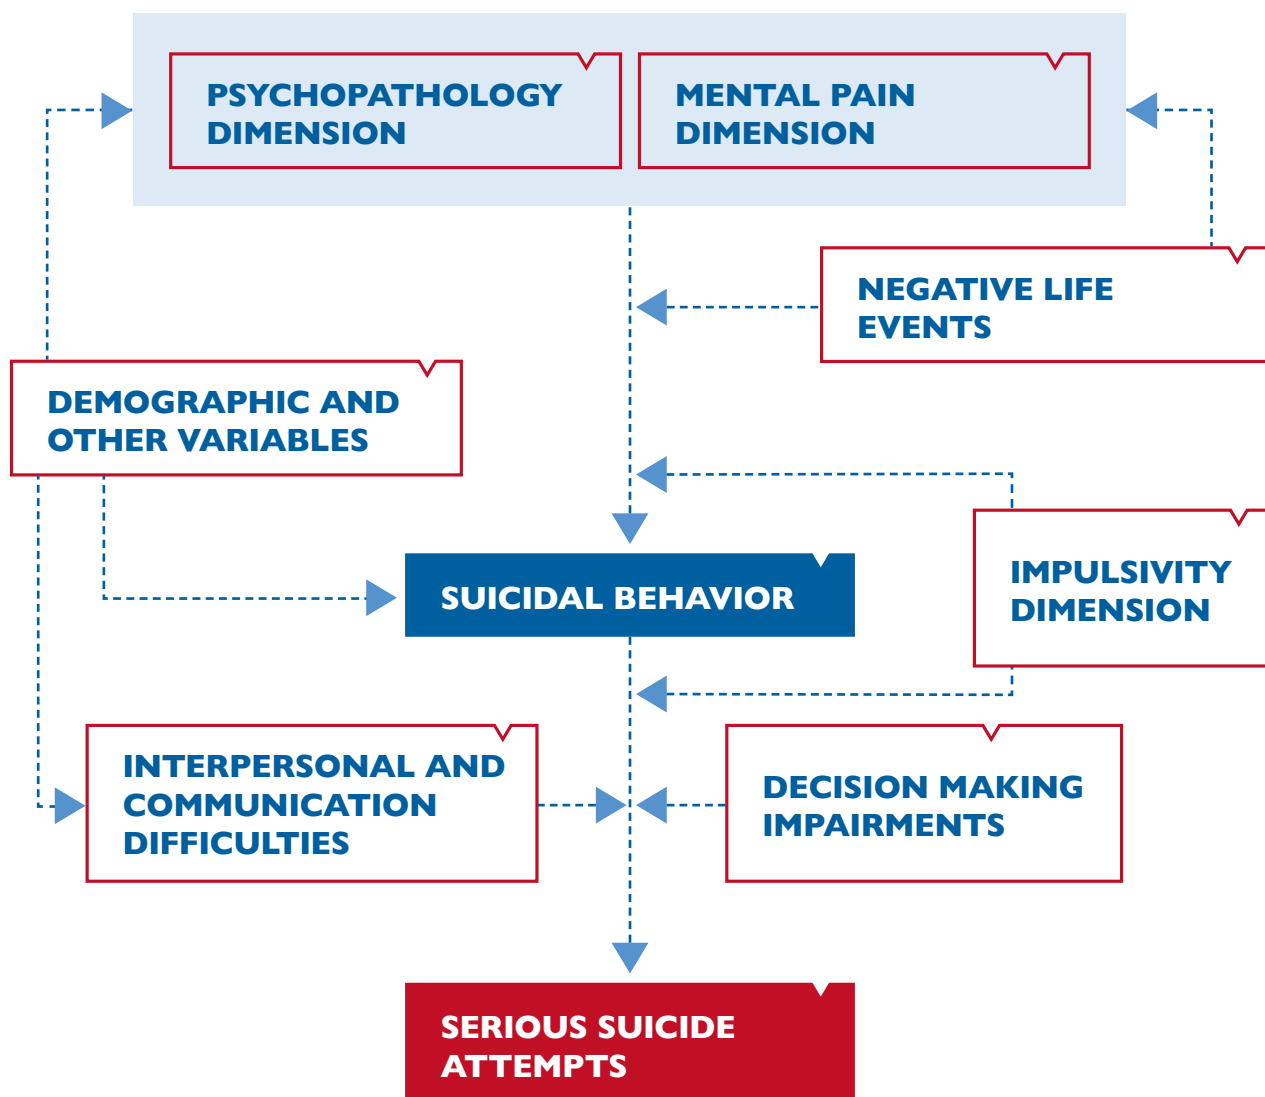 PSYCHOPATHOLOGY
DIMENSION
MENTAL PAIN
DIMENSION
NEGATIVE LIFE
EVENTS
DEMOGRAPHIC AND
OTHER VARIABLES
SUICIDAL BEHAVIOR
IMPULSIVITY
DIMENSION
INTERPERSONAL AND
COMMUNICATION
DIFFICULTIES
DECISION MAKING
IMPAIRMENTS
SERIOUS SUICIDE
ATTEMPTS